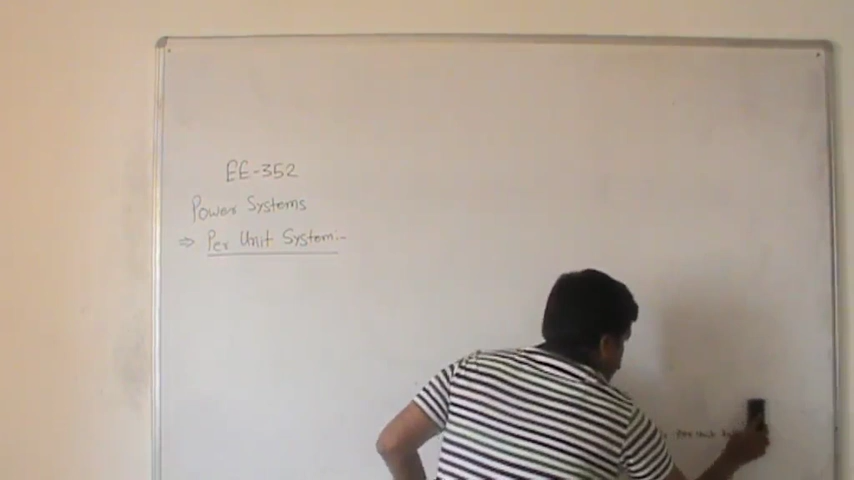 EE-352
Power Systems
⇒ Per Unit System:-